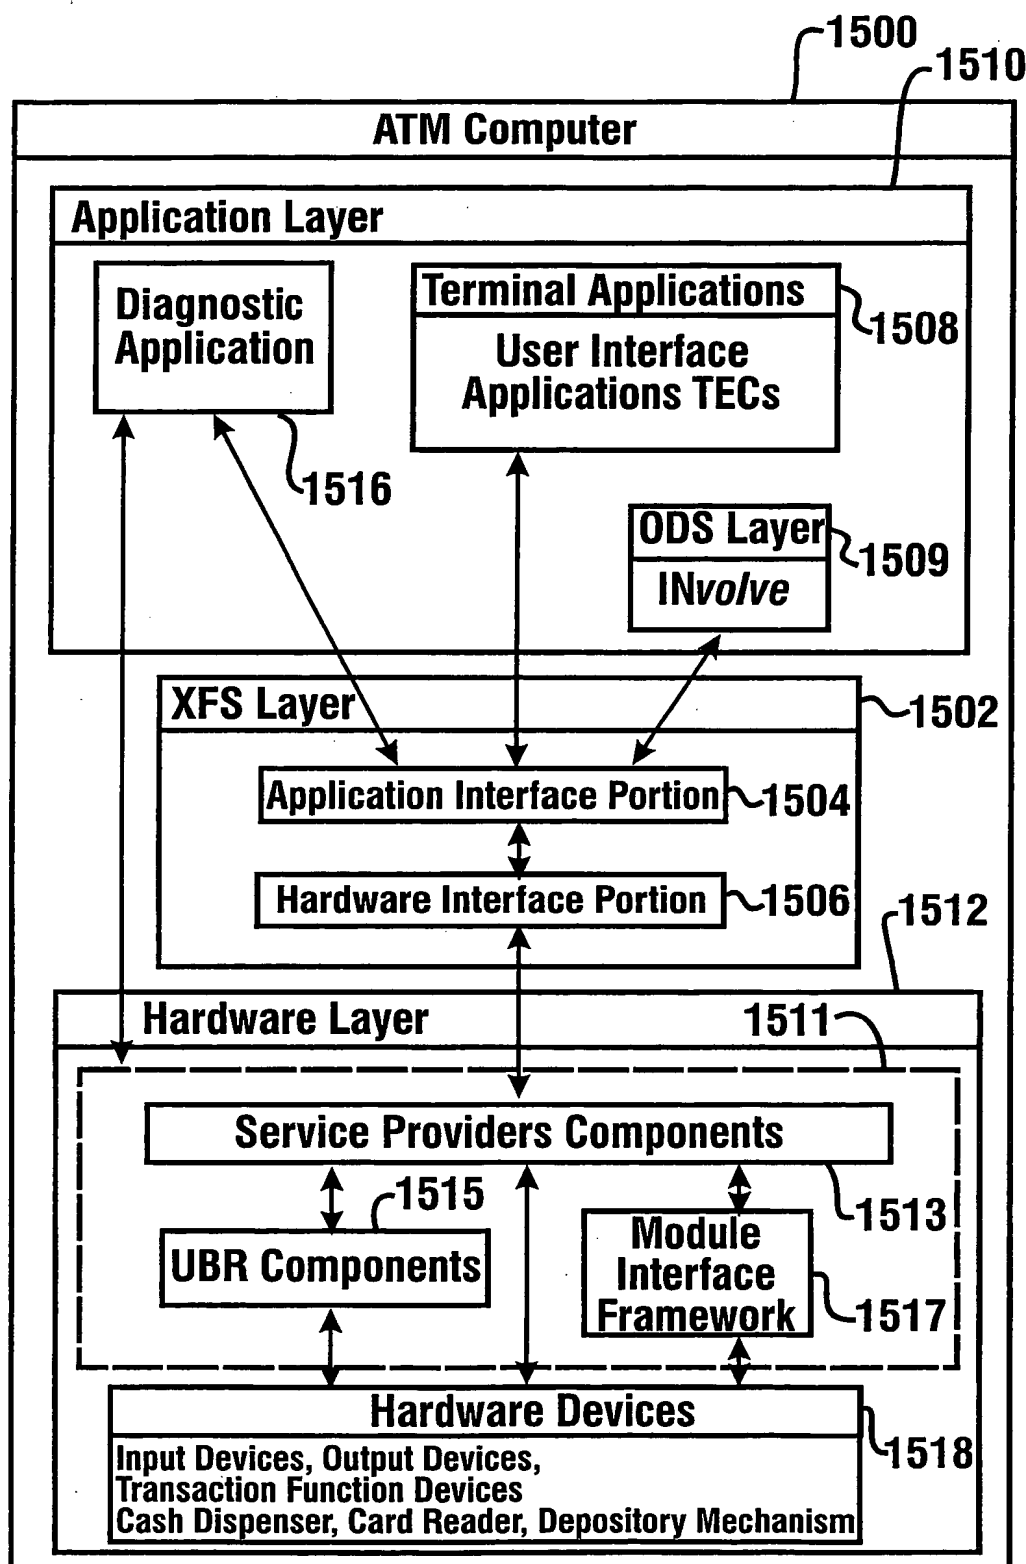 1500
1510
ATM Computer
Application Layer
Diagnostic
Application
Terminal Applications
1508
User Interface
Applications TECs
1516
ODS Layer
1509
INvolve
XFS Layer
1502
Application Interface Portion
1504
Hardware Interface Portion
1506
1512
Hardware Layer
1511
Service Providers Components
1515
1513
UBR Components
Module
Interface
Framework
1517
Hardware Devices
1518
Input Devices, Output Devices,
Transaction Function Devices
Cash Dispenser, Card Reader, Depository Mechanism